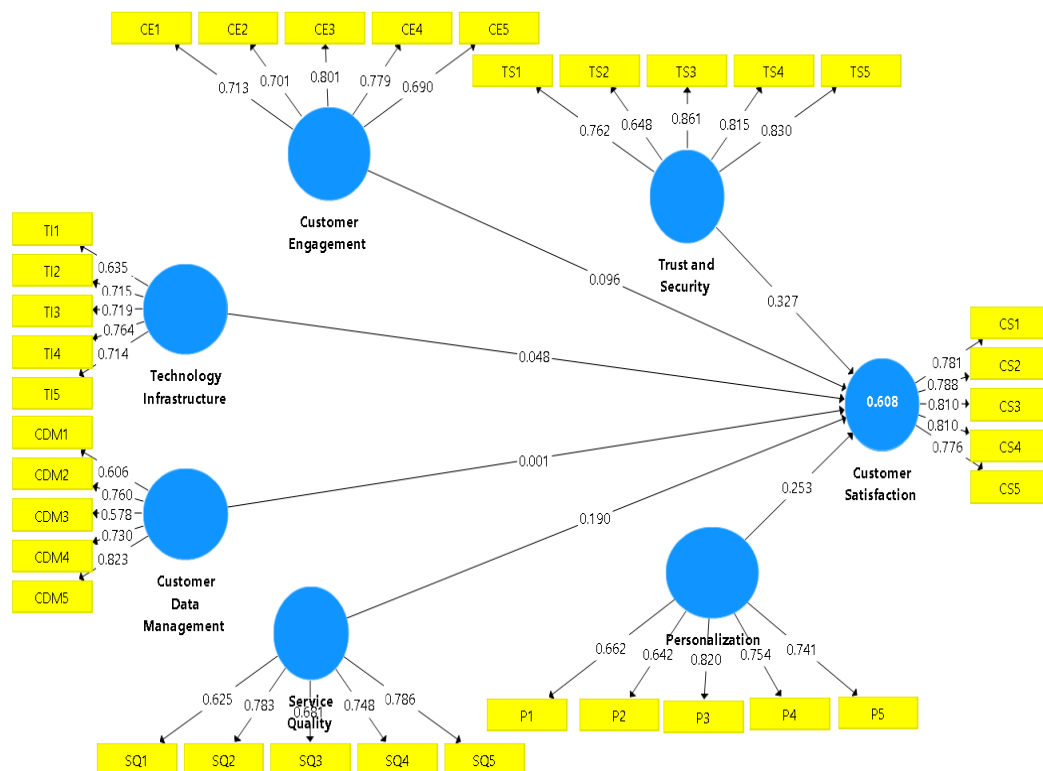 CE1 CE2 CE3 CE4 CE5
0.713 0.701 0.801 0.779 0.690
Customer
Engagement
TS1 TS2 TS3 TS4 TS5
0.762 0.648 0.861 0.815 0.830
Trust and
Security
0.096
0.327
TI1
TI2
TI3
TI4
TI5
0.635
0.715
0.719
0.764
0.714
Technology
Infrastructure
0.048
CDM1
CDM2
CDM3
CDM4
CDM5
0.606
0.760
0.578
0.730
0.823
Customer
Data
Management
0.001
0.608
Customer
Satisfaction
0.781
0.788
0.810
0.810
0.776
CS1
CS2
CS3
CS4
CS5
0.190
0.253
Service
Quality
0.625 0.783 0.681 0.748 0.786
SQ1 SQ2 SQ3 SQ4 SQ5
Personalization
0.662 0.642 0.820 0.754 0.741
P1 P2 P3 P4 P5